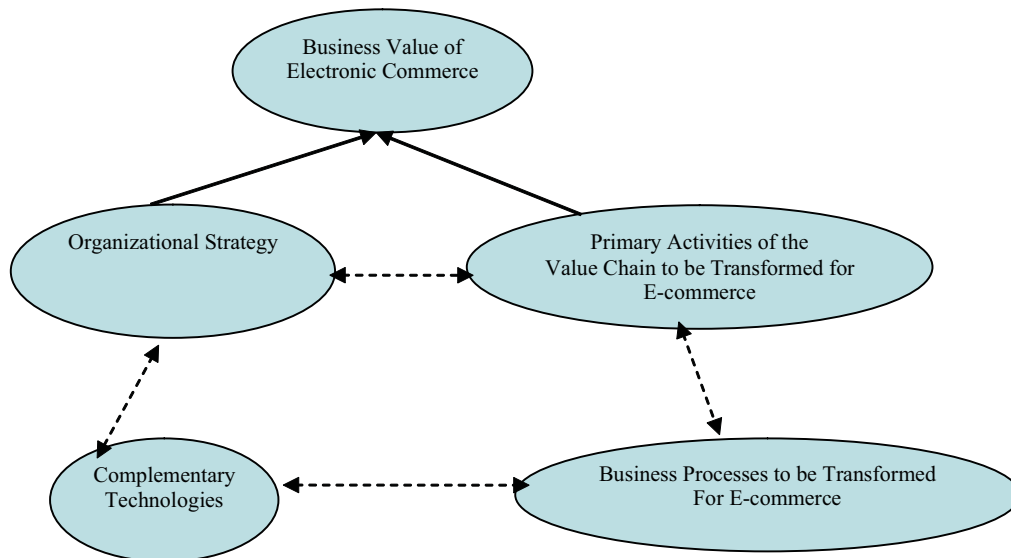 Business Value of
Electronic Commerce
Organizational Strategy
Primary Activities of the
Value Chain to be Transformed for
E-commerce
Complementary
Technologies
Business Processes to be Transformed
For E-commerce